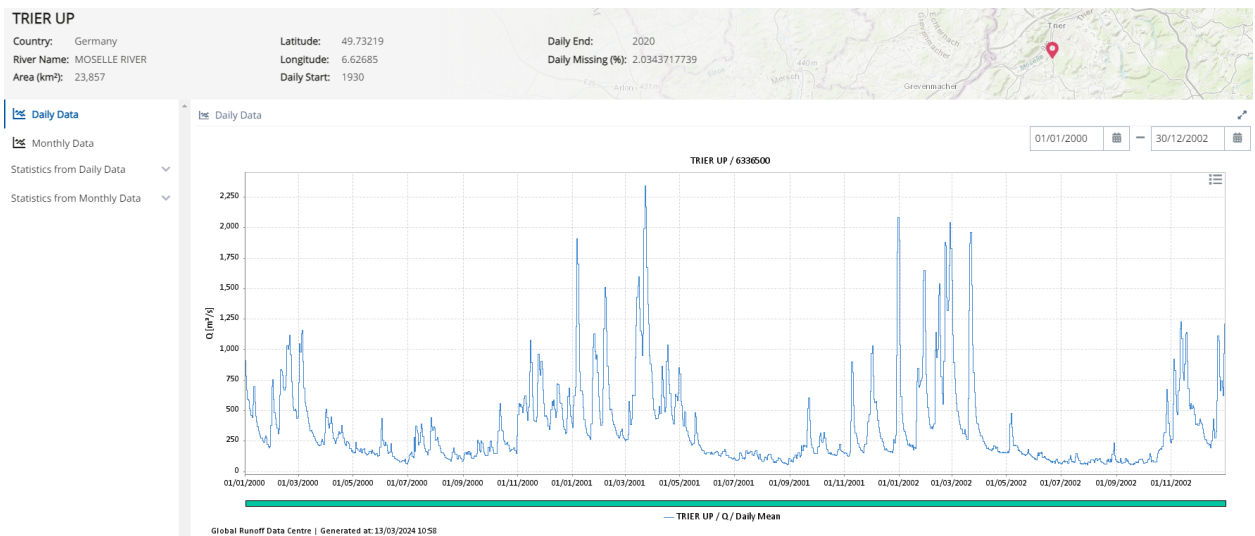 TRIER UP
Country: Germany
River Name: MOSELLE RIVER
Area (km²): 23,857
Latitude: 49.73219
Longitude: 6.62685
Daily Start: 1930
Daily End: 2020
Daily Missing (%): 2.0343717739
Trier
Echternach
Grevenmacher
440 m
Mersch
Moselle
Arlon
Grevenmacher
Daily Data
Monthly Data
Statistics from Daily Data
Statistics from Monthly Data
Daily Data
01/01/2000 — 30/12/2002
TRIER UP / 6336500
Q [m³/s]
2,250
2,000
1,750
1,500
1,250
1,000
750
500
250
0
01/01/2000 01/03/2000 01/05/2000 01/07/2000 01/09/2000 01/11/2000 01/01/2001 01/03/2001 01/05/2001 01/07/2001 01/09/2001 01/11/2001 01/01/2002 01/03/2002 01/05/2002 01/07/2002 01/09/2002 01/11/2002
— TRIER UP / Q / Daily Mean
Global Runoff Data Centre | Generated at: 13/03/2024 10:58